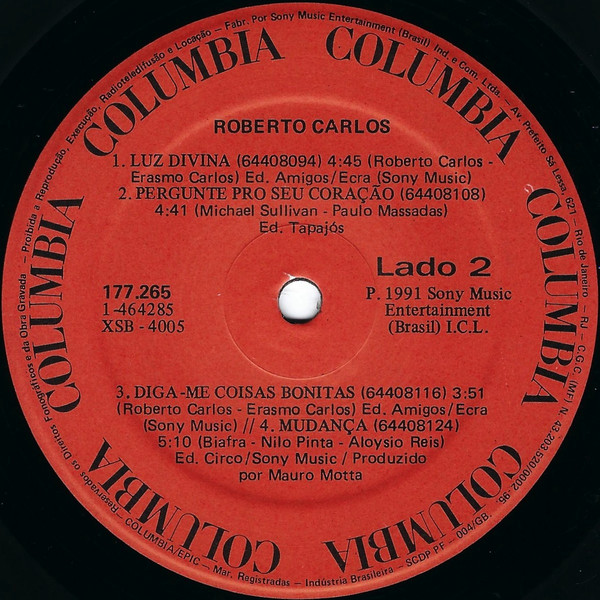 ROBERTO CARLOS
1. LUZ DIVINA (64408094) 4:45 (Roberto Carlos -
Erasmo Carlos) Ed. Amigos/Ecra (Sony Music)
2. PERGUNTE PRO SEU CORAÇÃO (64408108)
4:41 (Michael Sullivan - Paulo Massadas)
Ed. Tapajós
Lado 2
177.265
1-464285
XSB - 4005
P. 1991 Sony Music
Entertainment
(Brasil) I.C.L.
3. DIGA-ME COISAS BONITAS (64408116) 3:51
(Roberto Carlos - Erasmo Carlos) Ed. Amigos/Ecra
(Sony Music) // 4. MUDANÇA (64408124)
5:10 (Biafra - Nilo Pinta - Aloysio Reis)
Ed. Circo/Sony Music / Produzido
por Mauro Motta
COLUMBIA COLUMBIA COLUMBIA COLUMBIA COLUMBIA COLUMBIA COLUMBIA COLUMBIA
Reservados os Direitos Fonográficos e da Obra Gravada — Proibida a Reprodução, Execução, Radioteledifusão e Locação — Fabr. Por Sony Music Entertainment (Brasil) Ind. e Com. Ltda. — Av. Prefeito Sá Lessa, 621 — Rio de Janeiro — RJ — C.G.C (MF) N. 43.203.520/0002-95. — SCDP PF — 004/GB. — Indústria Brasileira — Mar. Registradas — COLUMBIA/EPIC —